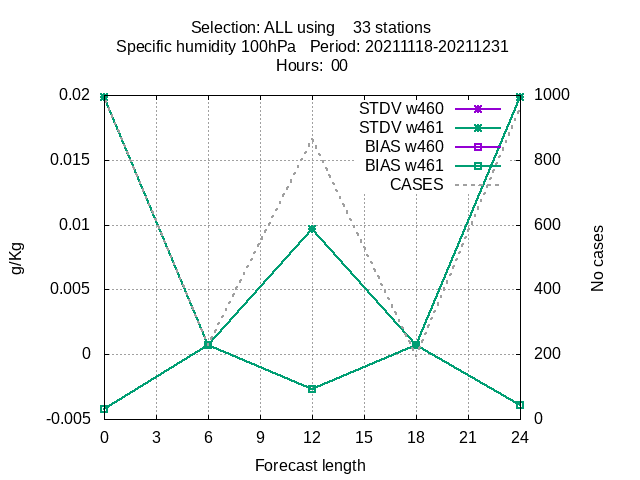 Selection: ALL using    33 stations
Specific humidity 100hPa   Period: 20211118-20211231
Hours:  00
0.02
0.015
0.01
0.005
0
-0.005
g/Kg
STDV w460
STDV w461
BIAS w460
BIAS w461
CASES
1000
800
600
400
200
0
No cases
0 3 6 9 12 15 18 21 24
Forecast length